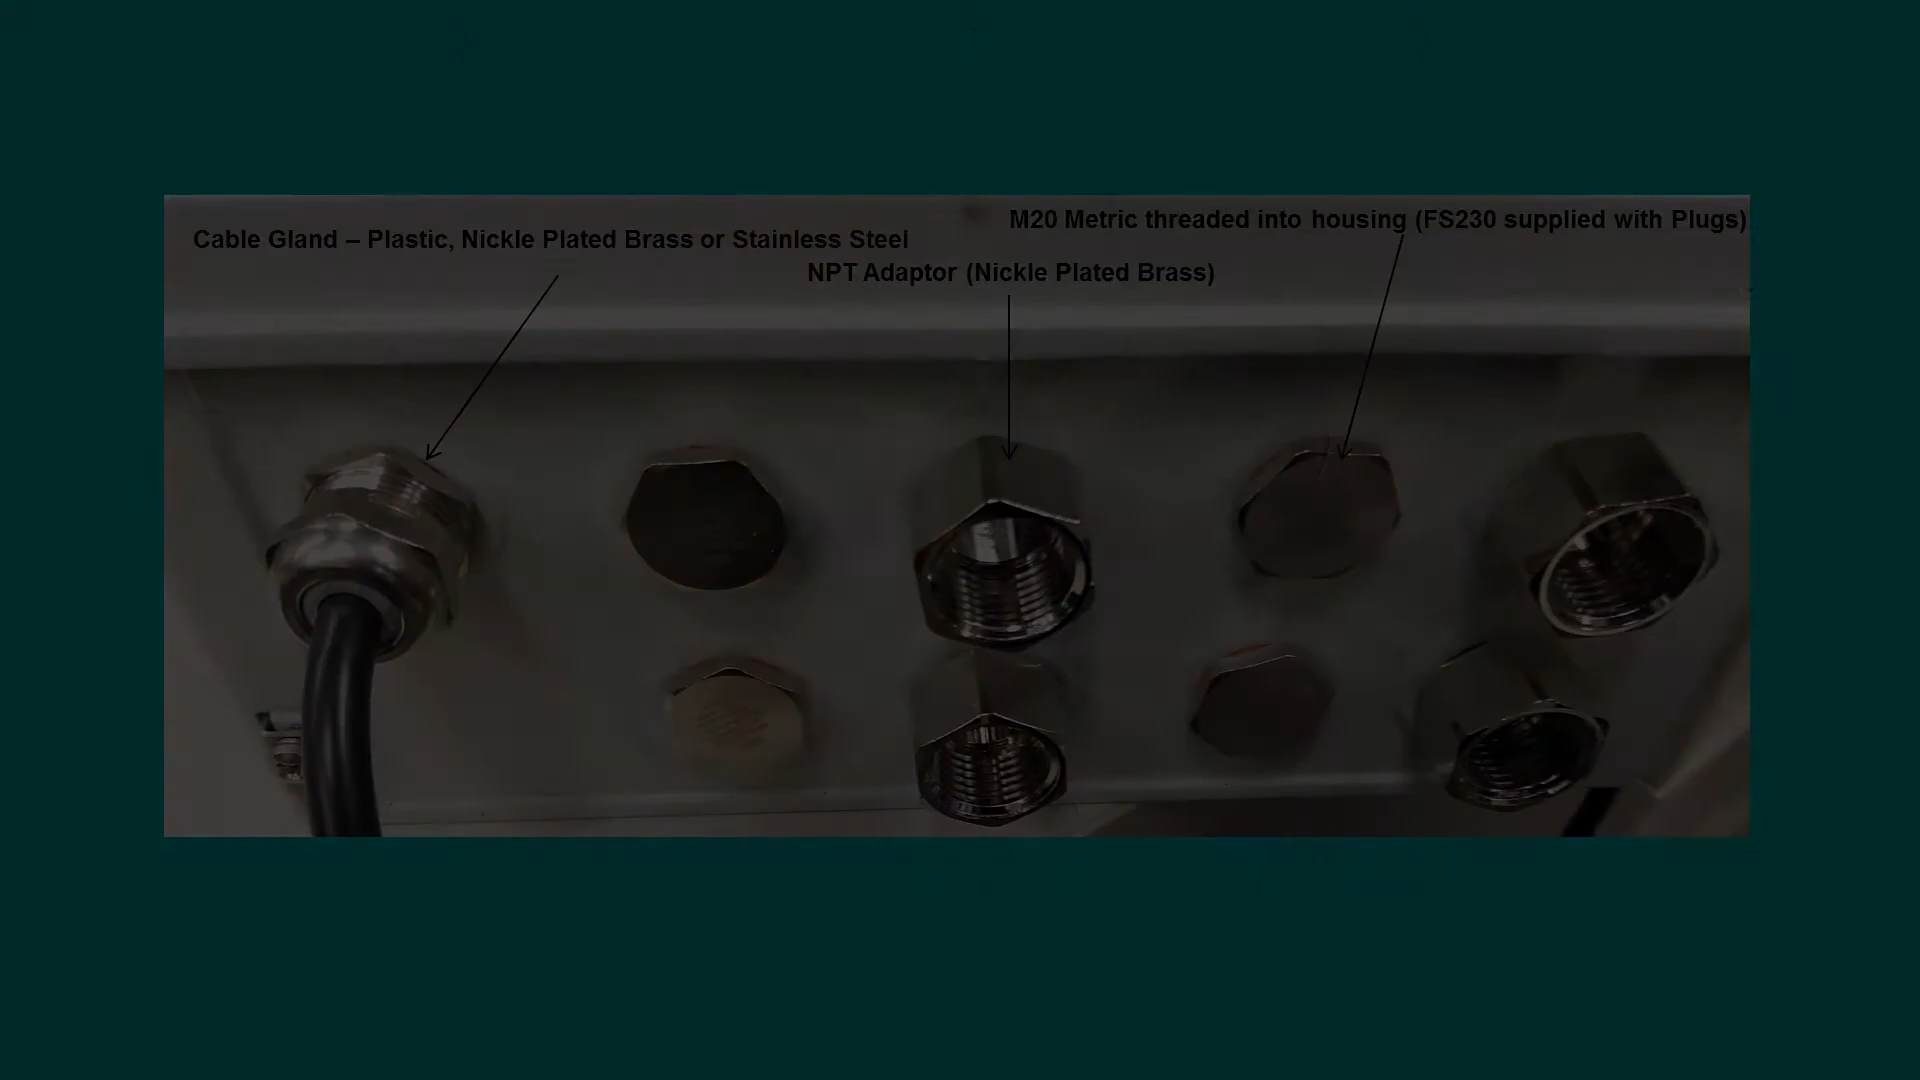 Cable Gland – Plastic, Nickle Plated Brass or Stainless Steel
M20 Metric threaded into housing (FS230 supplied with Plugs)
NPT Adaptor (Nickle Plated Brass)